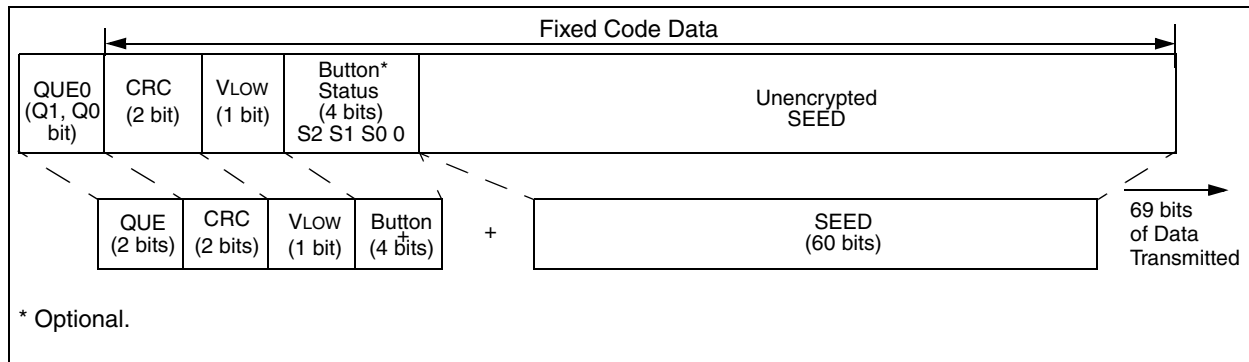 Fixed Code Data
QUE0
(Q1, Q0
bit)
CRC
(2 bit)
VLOW
(1 bit)
Button*
Status
(4 bits)
S2 S1 S0 0
Unencrypted
SEED
QUE
(2 bits)
CRC
(2 bits)
VLOW
(1 bit)
Button
+
(4 bits)
+
SEED
(60 bits)
69 bits
of Data
Transmitted
* Optional.